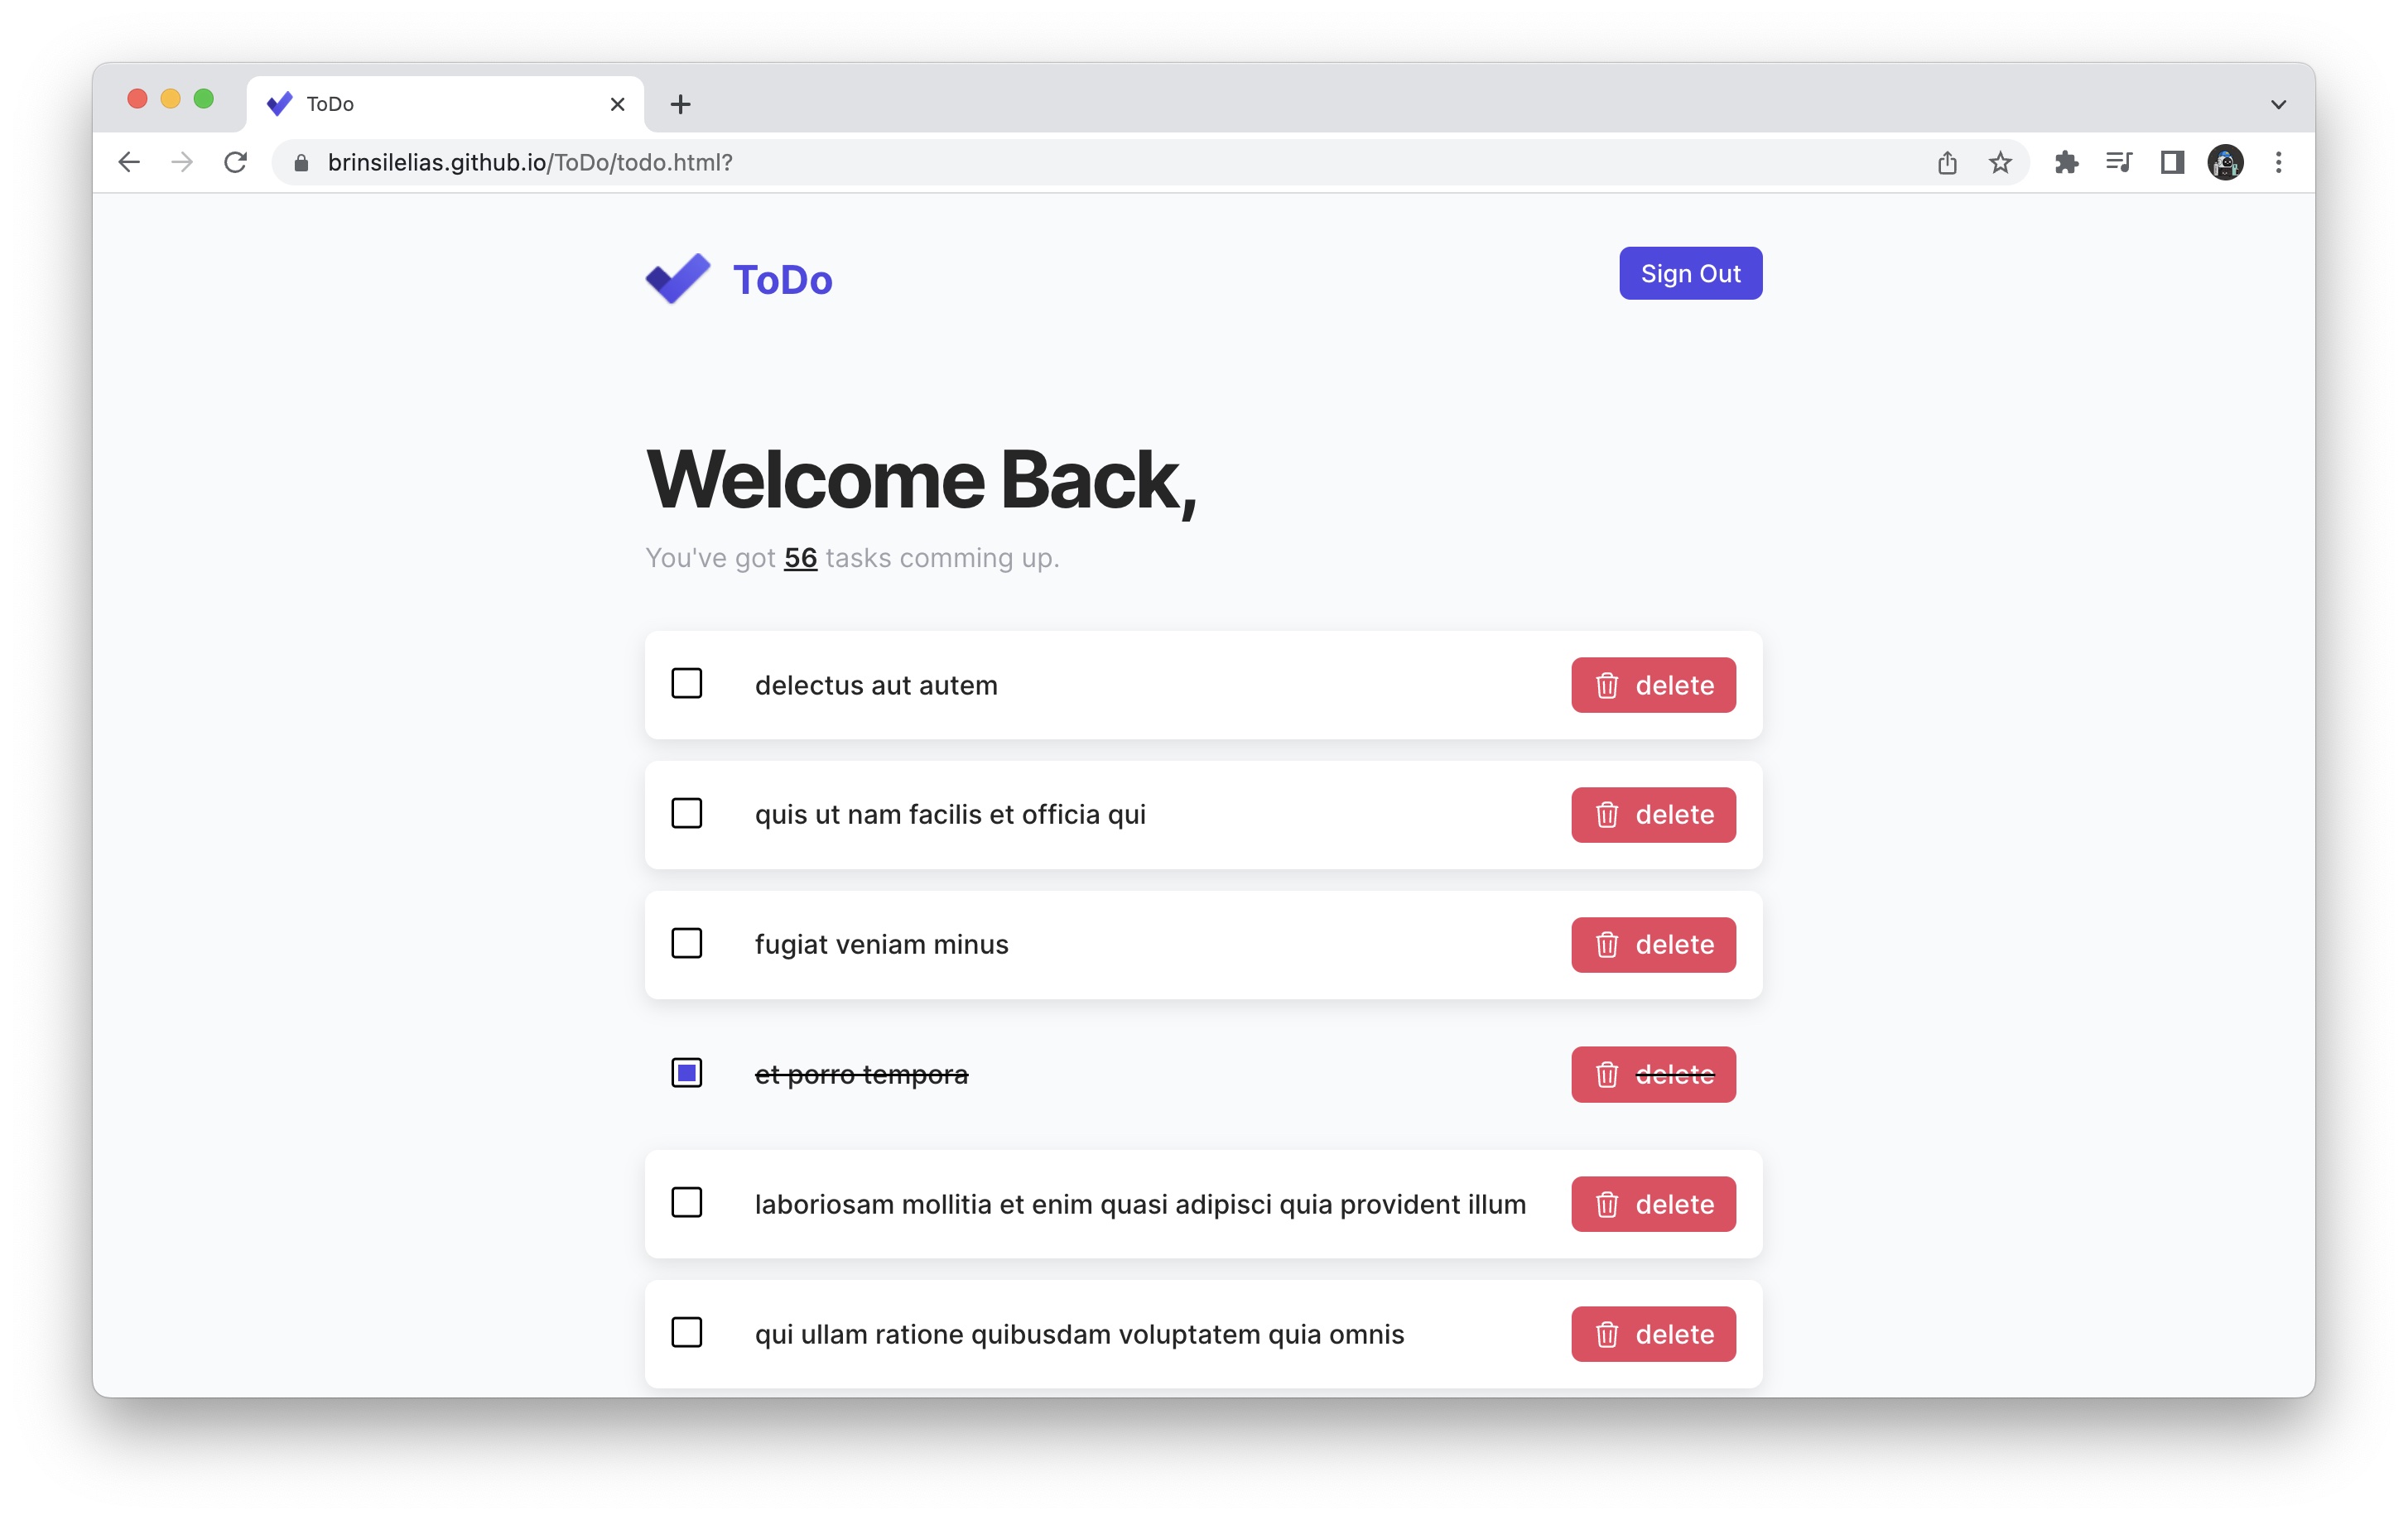 ToDo
brinsilelias.github.io/ToDo/todo.html?
ToDo
Sign Out
Welcome Back,
You've got 56 tasks comming up.
delectus aut autem delete
quis ut nam facilis et officia qui delete
fugiat veniam minus delete
et porro tempora delete
laboriosam mollitia et enim quasi adipisci quia provident illum delete
qui ullam ratione quibusdam voluptatem quia omnis delete